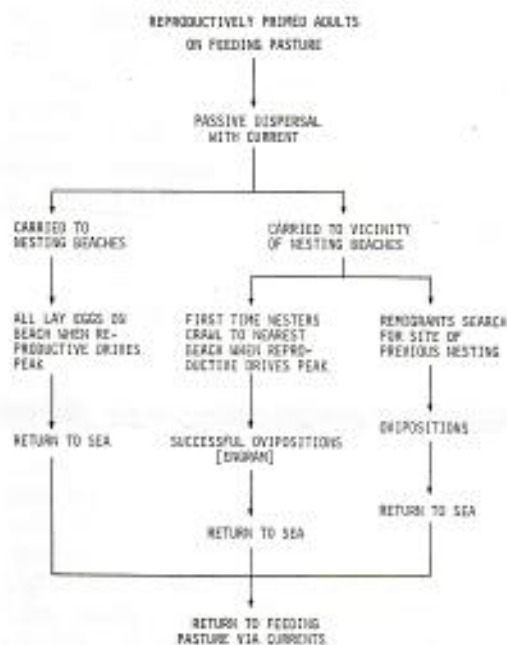 REPRODUCTIVELY PRIMED ADULTS
ON FEEDING PASTURE
PASSIVE DISPERSAL
WITH CURRENT
CARRIED TO
NESTING BEACHES
CARRIED TO VICINITY
OF NESTING BEACHES
ALL LAY EGGS ON
BEACH WHEN RE-
PRODUCTIVE DRIVES
PEAK
FIRST TIME NESTERS
CRAWL TO NEAREST
BEACH WHEN REPRO-
DUCTIVE DRIVES PEAK
REMIGRANTS SEARCH
FOR SITE OF
PREVIOUS NESTING
RETURN TO SEA
SUCCESSFUL OVIPOSITIONS
[ENGRAM]
OVIPOSITIONS
RETURN TO SEA
RETURN TO SEA
RETURN TO FEEDING
PASTURE VIA CURRENTS